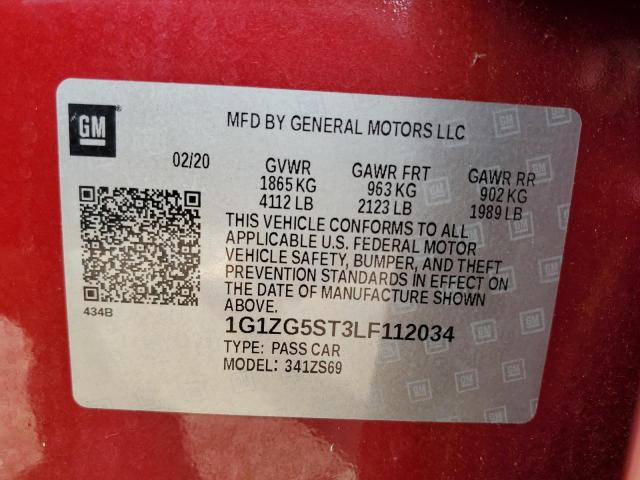 GM
MFD BY GENERAL MOTORS LLC
02/20 GVWR GAWR FRT GAWR RR
1865 KG 963 KG 902 KG
4112 LB 2123 LB 1989 LB
THIS VEHICLE CONFORMS TO ALL
APPLICABLE U.S. FEDERAL MOTOR
VEHICLE SAFETY, BUMPER, AND THEFT
PREVENTION STANDARDS IN EFFECT ON
THE DATE OF MANUFACTURE SHOWN
ABOVE.
434B
1G1ZG5ST3LF112034
TYPE: PASS CAR
MODEL: 341ZS69